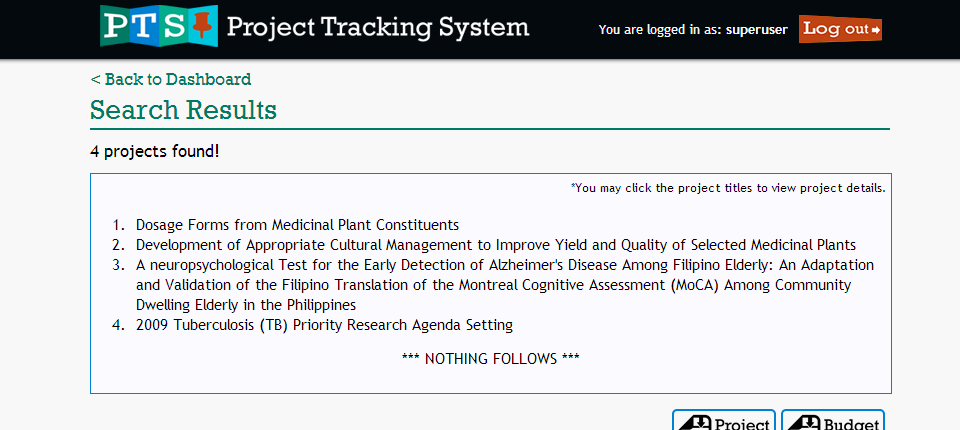 PTS Project Tracking System
You are logged in as: superuser Log out
< Back to Dashboard
Search Results
4 projects found!
*You may click the project titles to view project details.
1. Dosage Forms from Medicinal Plant Constituents
2. Development of Appropriate Cultural Management to Improve Yield and Quality of Selected Medicinal Plants
3. A neuropsychological Test for the Early Detection of Alzheimer's Disease Among Filipino Elderly: An Adaptation
and Validation of the Filipino Translation of the Montreal Cognitive Assessment (MoCA) Among Community
Dwelling Elderly in the Philippines
4. 2009 Tuberculosis (TB) Priority Research Agenda Setting
*** NOTHING FOLLOWS ***
Project Budget